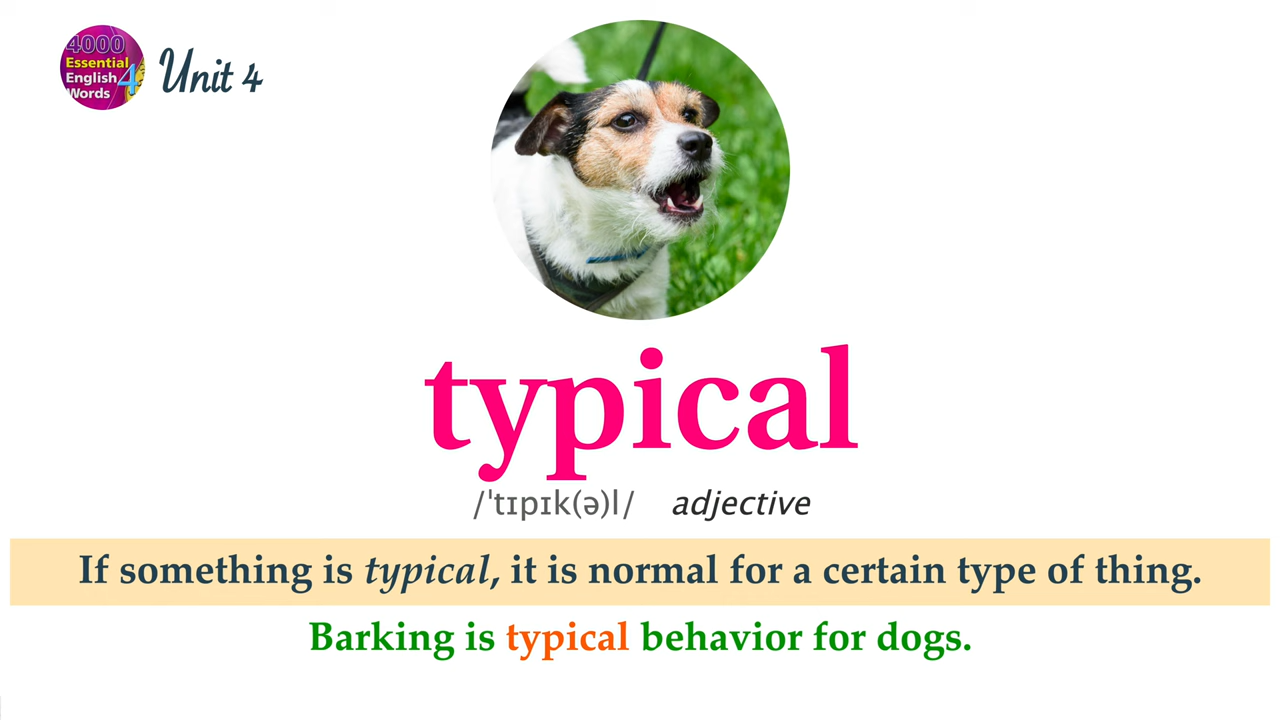 4000
Essential
English
Words
4
Unit 4
typical
/ˈtɪpɪk(ə)l/ adjective
If something is typical, it is normal for a certain type of thing.
Barking is typical behavior for dogs.